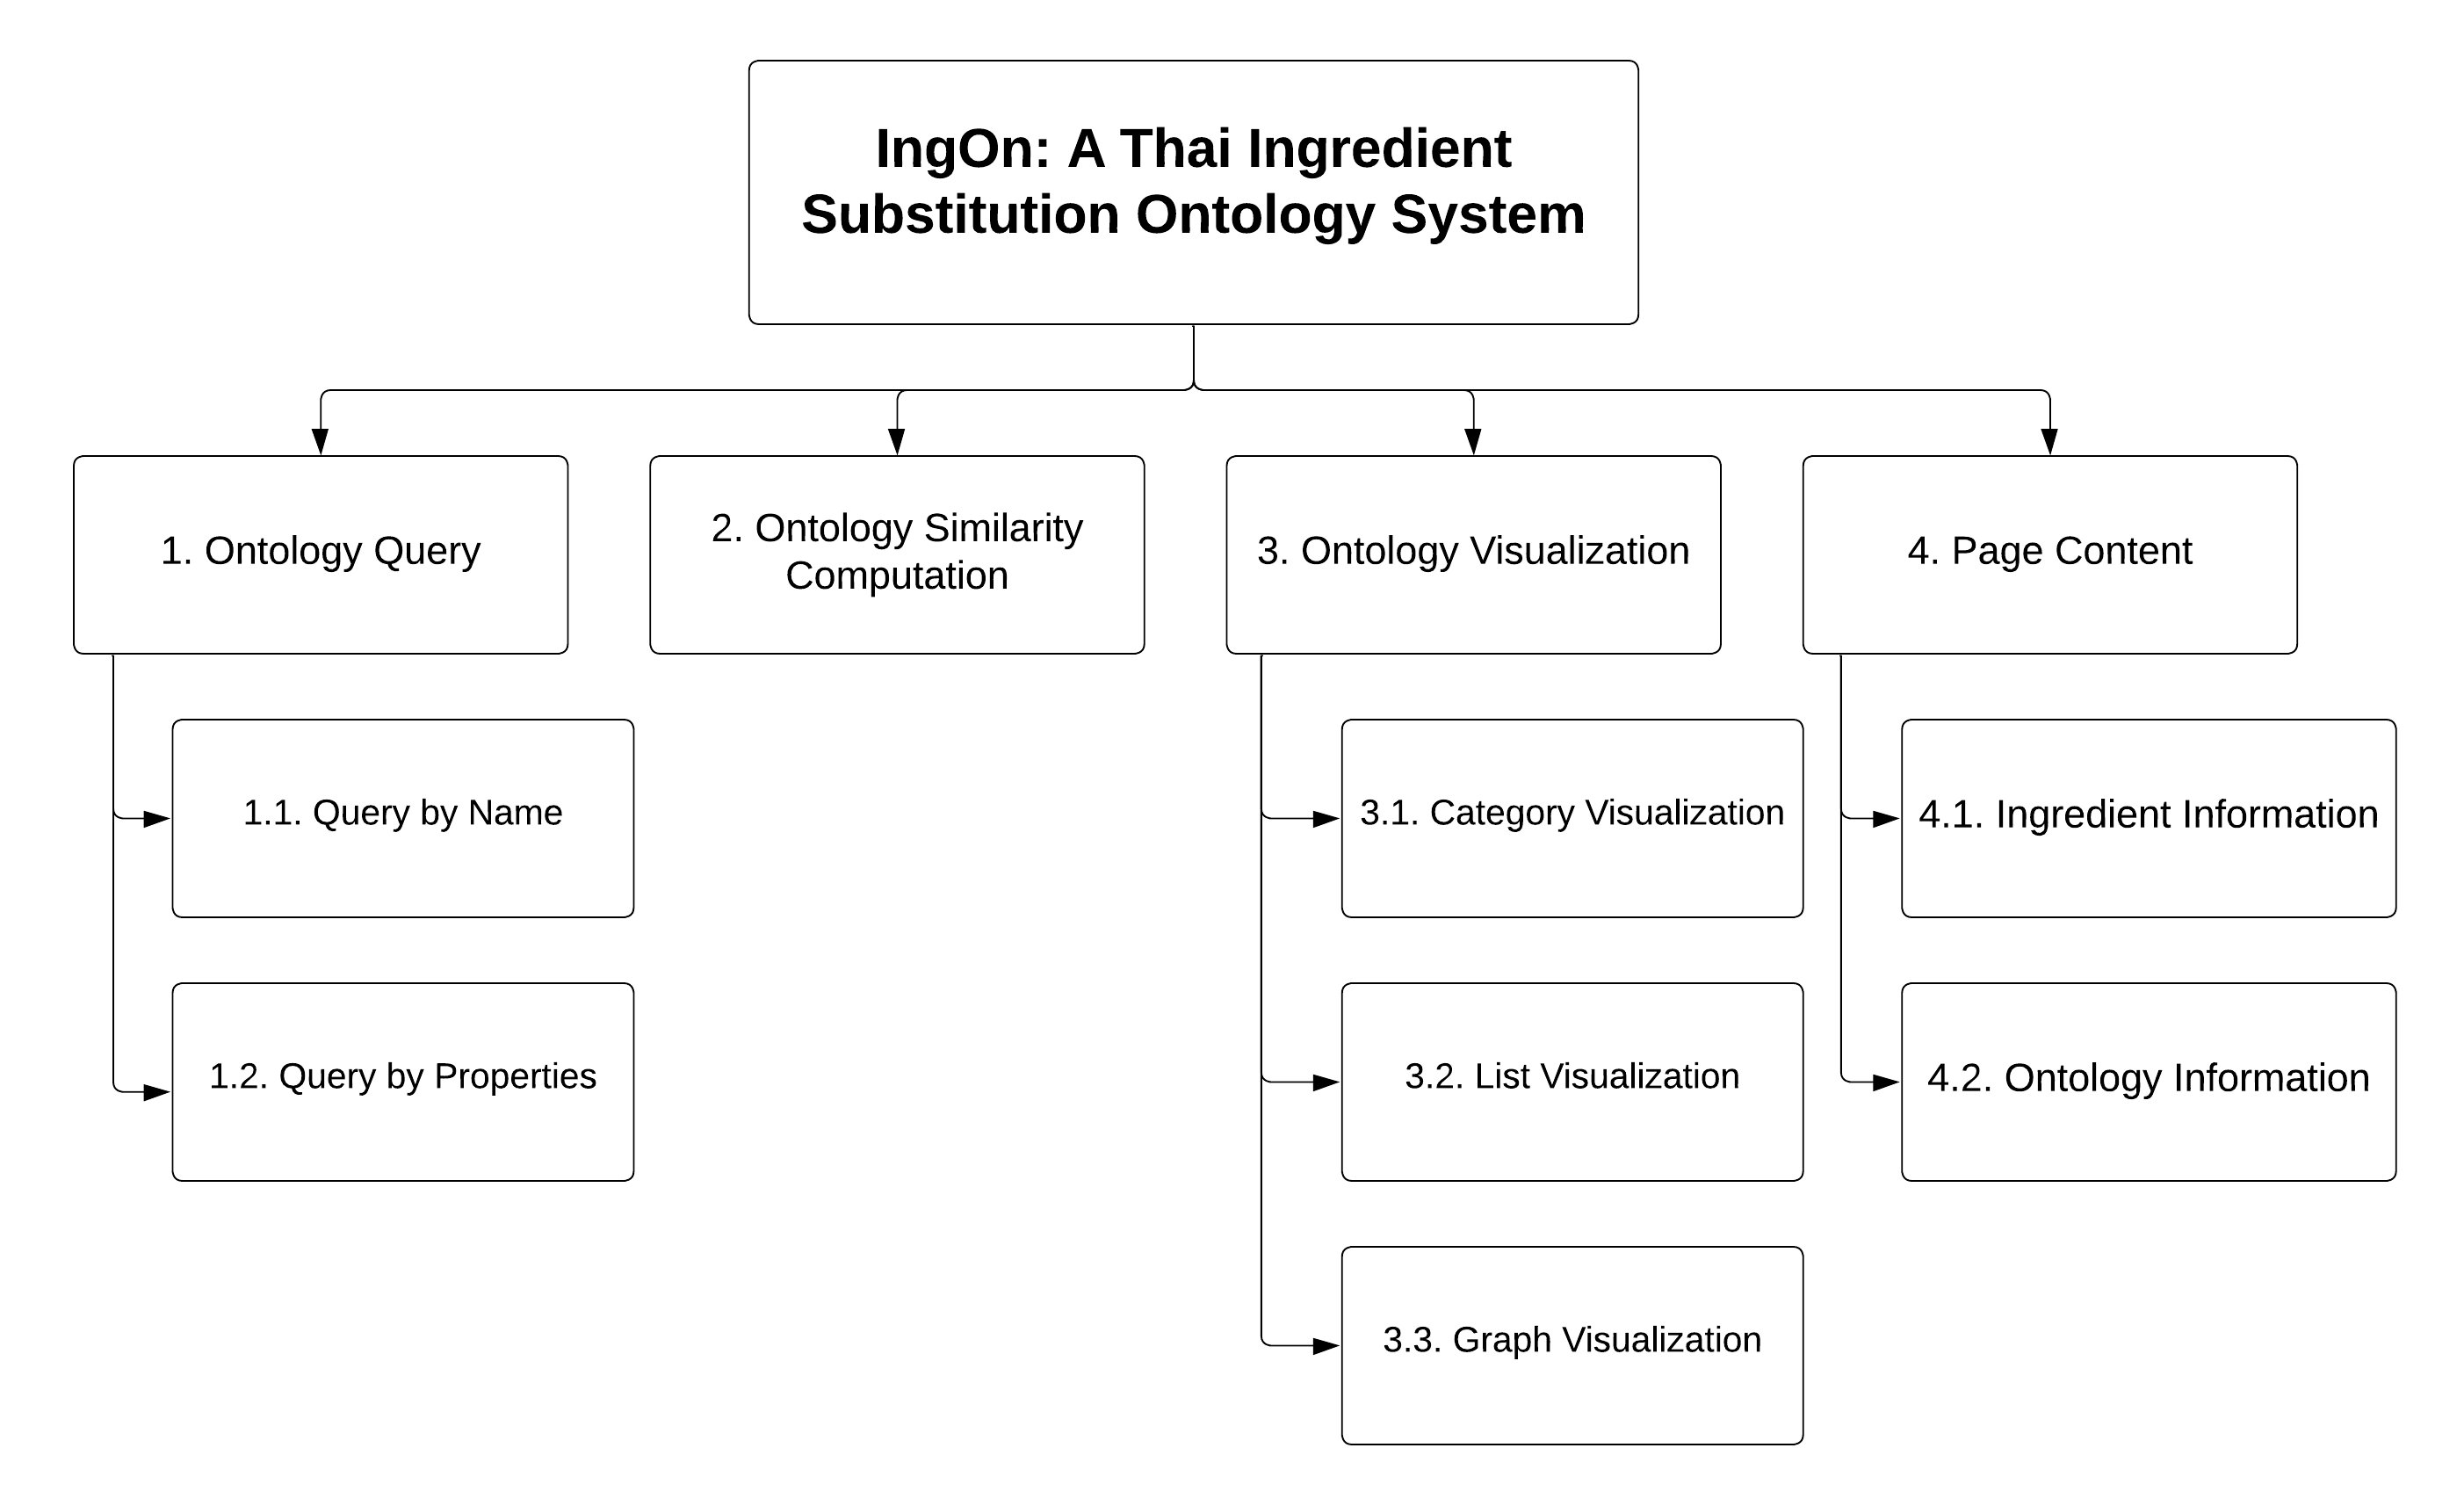 IngOn: A Thai Ingredient
Substitution Ontology System
1. Ontology Query
2. Ontology Similarity
Computation
3. Ontology Visualization
4. Page Content
1.1. Query by Name
1.2. Query by Properties
3.1. Category Visualization
3.2. List Visualization
3.3. Graph Visualization
4.1. Ingredient Information
4.2. Ontology Information